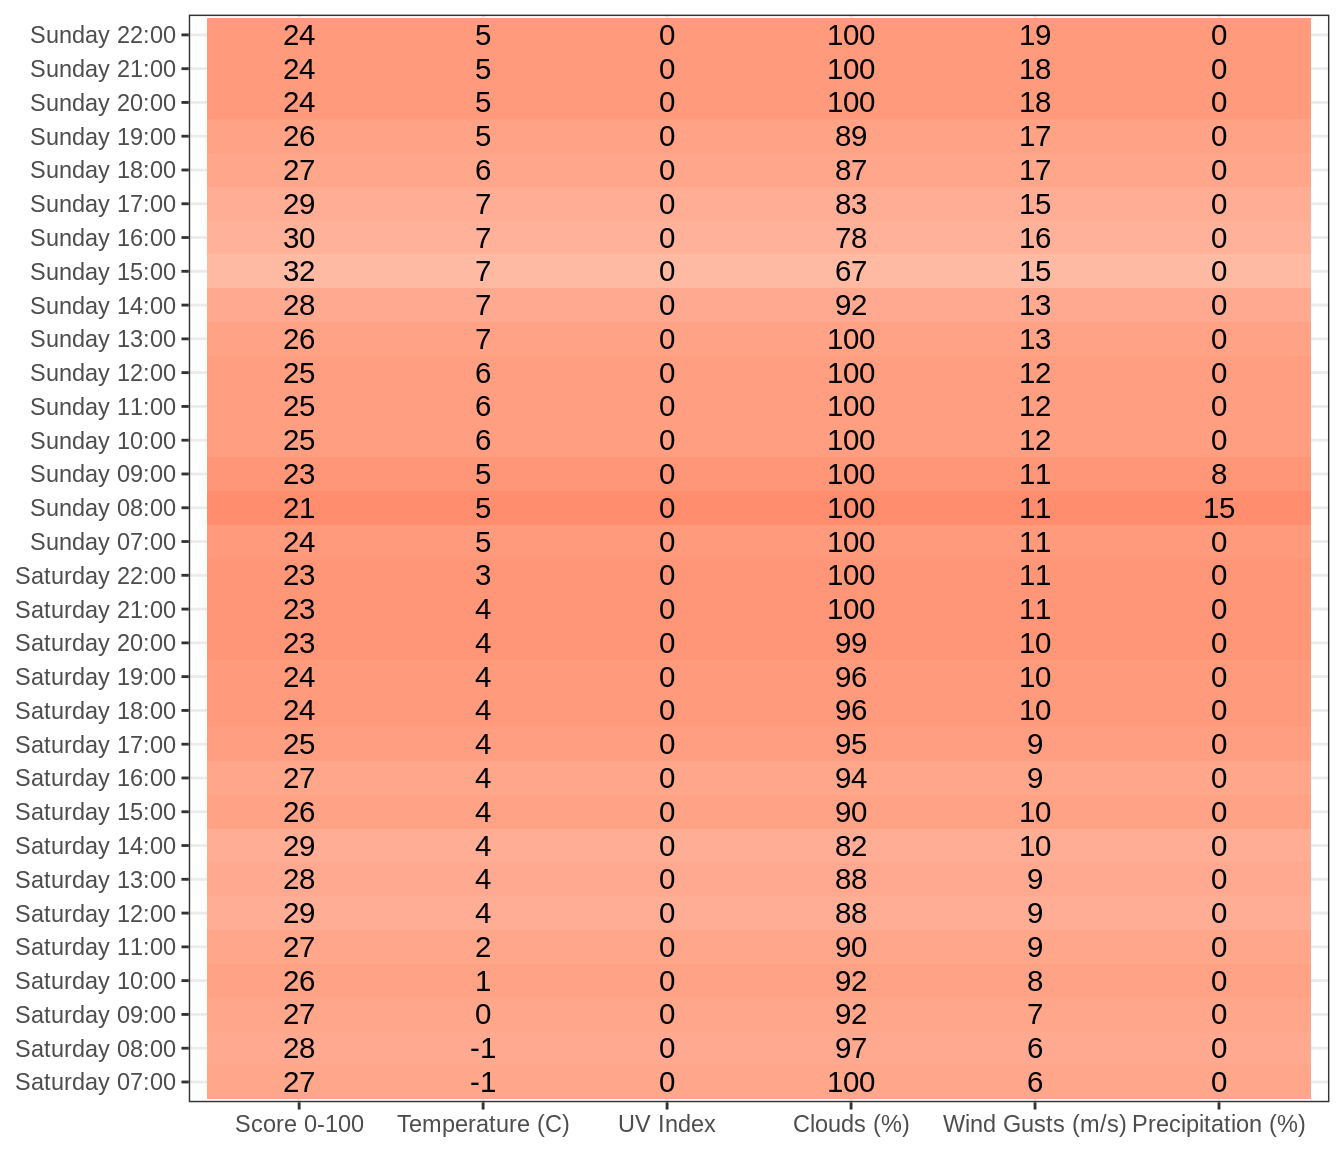 Sunday 22:00 24 5 0 100 19 0
Sunday 21:00 24 5 0 100 18 0
Sunday 20:00 24 5 0 100 18 0
Sunday 19:00 26 5 0 89 17 0
Sunday 18:00 27 6 0 87 17 0
Sunday 17:00 29 7 0 83 15 0
Sunday 16:00 30 7 0 78 16 0
Sunday 15:00 32 7 0 67 15 0
Sunday 14:00 28 7 0 92 13 0
Sunday 13:00 26 7 0 100 13 0
Sunday 12:00 25 6 0 100 12 0
Sunday 11:00 25 6 0 100 12 0
Sunday 10:00 25 6 0 100 12 0
Sunday 09:00 23 5 0 100 11 8
Sunday 08:00 21 5 0 100 11 15
Sunday 07:00 24 5 0 100 11 0
Saturday 22:00 23 3 0 100 11 0
Saturday 21:00 23 4 0 100 11 0
Saturday 20:00 23 4 0 99 10 0
Saturday 19:00 24 4 0 96 10 0
Saturday 18:00 24 4 0 96 10 0
Saturday 17:00 25 4 0 95 9 0
Saturday 16:00 27 4 0 94 9 0
Saturday 15:00 26 4 0 90 10 0
Saturday 14:00 29 4 0 82 10 0
Saturday 13:00 28 4 0 88 9 0
Saturday 12:00 29 4 0 88 9 0
Saturday 11:00 27 2 0 90 9 0
Saturday 10:00 26 1 0 92 8 0
Saturday 09:00 27 0 0 92 7 0
Saturday 08:00 28 -1 0 97 6 0
Saturday 07:00 27 -1 0 100 6 0
Score 0-100 Temperature (C) UV Index Clouds (%) Wind Gusts (m/s) Precipitation (%)